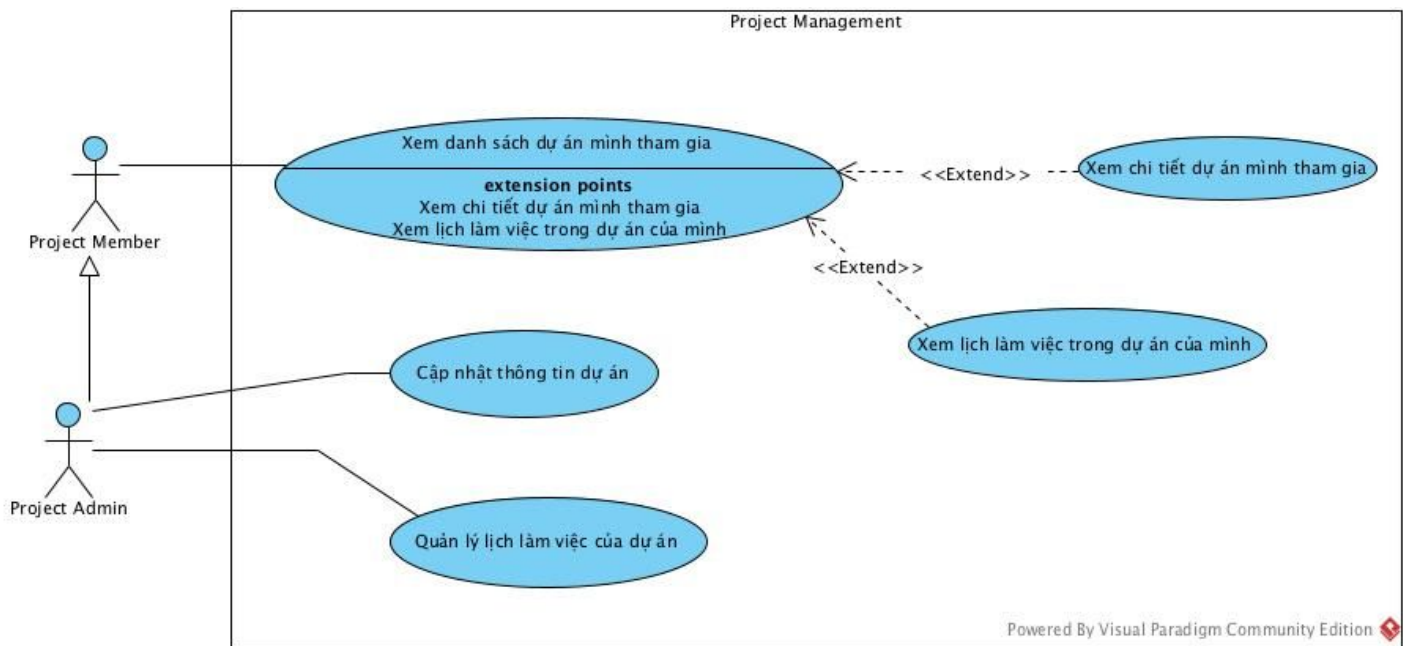 Project Management
Xem danh sách dự án mình tham gia
extension points
Xem chi tiết dự án mình tham gia
Xem lịch làm việc trong dự án của mình
<<Extend>>
Xem chi tiết dự án mình tham gia
Project Member
<<Extend>>
Xem lịch làm việc trong dự án của mình
Cập nhật thông tin dự án
Project Admin
Quản lý lịch làm việc của dự án
Powered By Visual Paradigm Community Edition